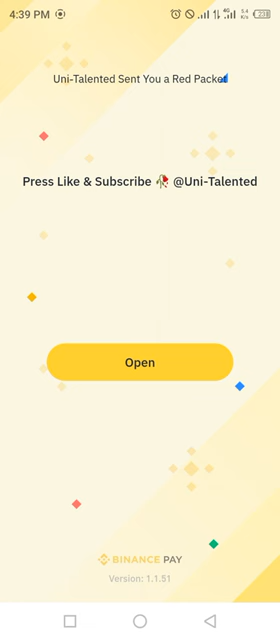 4:39 PM
Uni-Talented Sent You a Red Packet
Press Like & Subscribe 🥀 @Uni-Talented
Open
BINANCE PAY
Version: 1.1.51